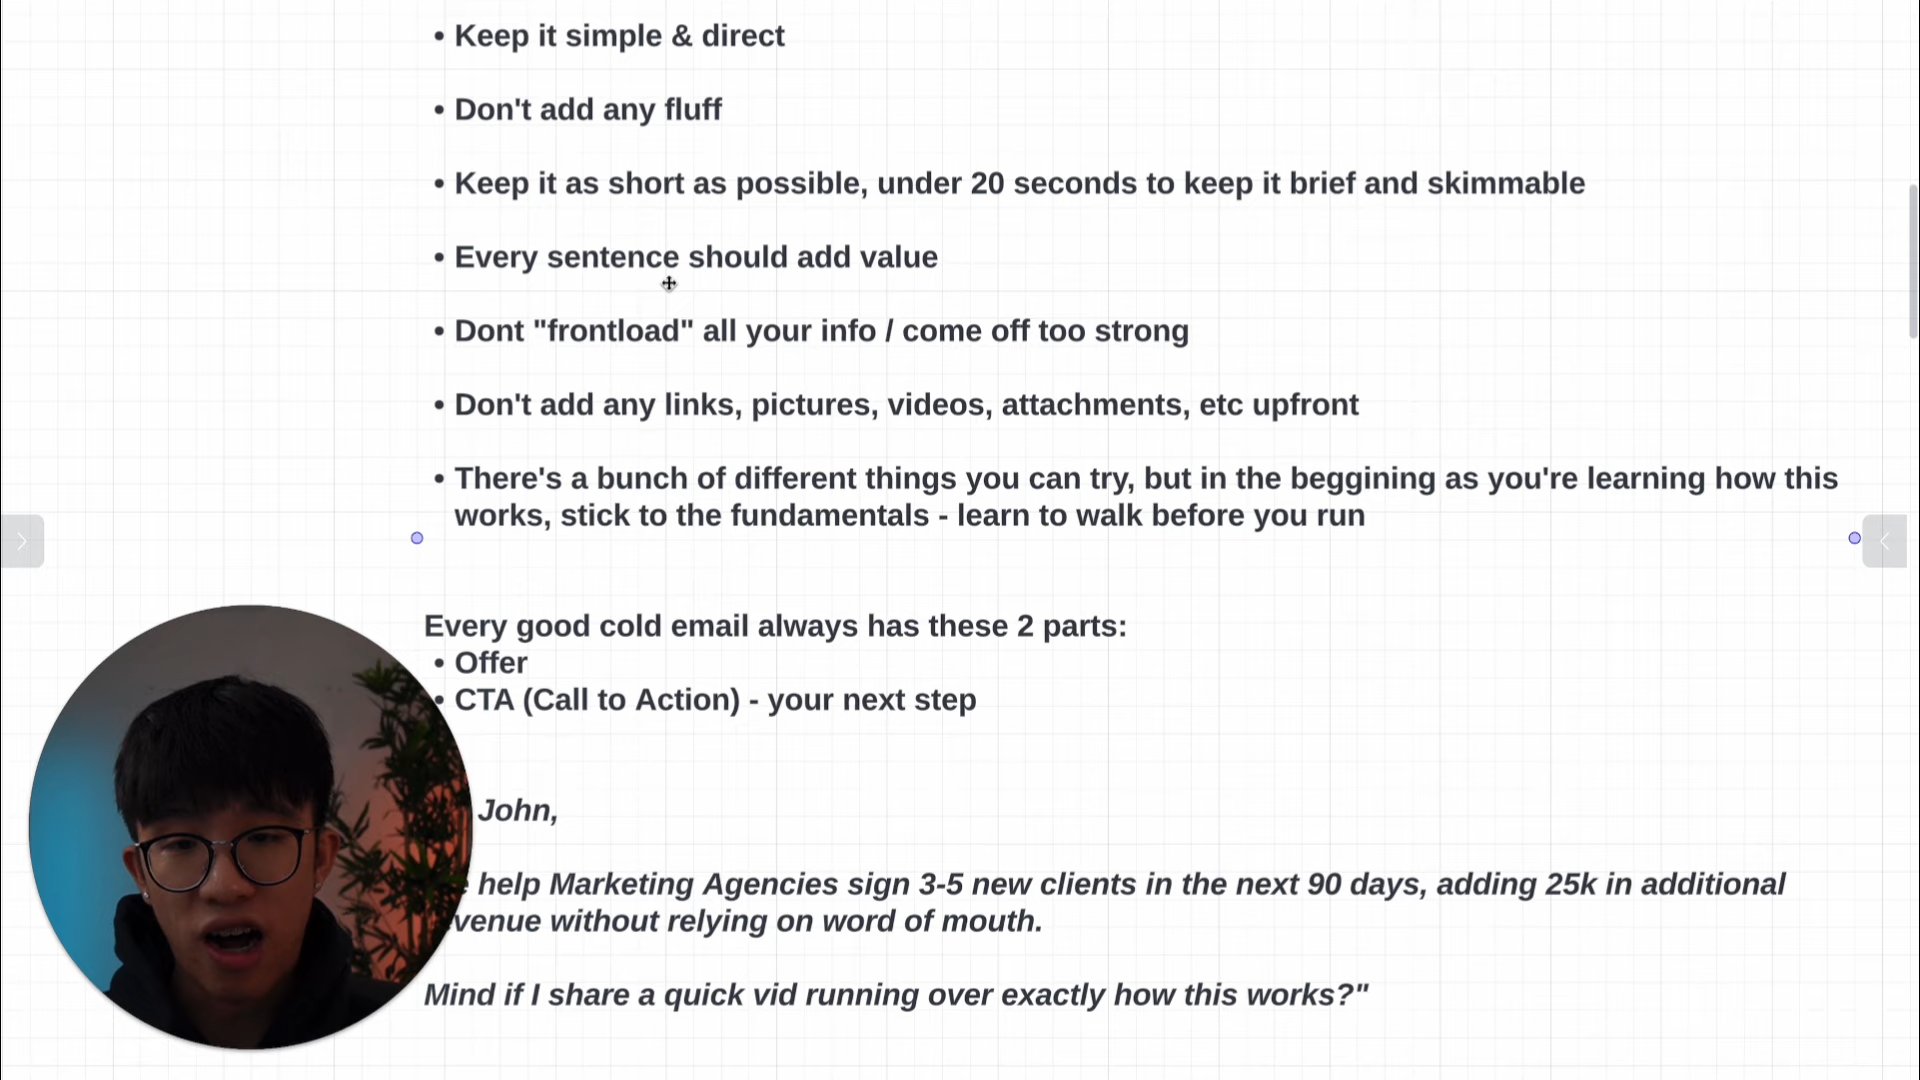 • Keep it simple & direct
• Don't add any fluff
• Keep it as short as possible, under 20 seconds to keep it brief and skimmable
• Every sentence should add value
• Dont "frontload" all your info / come off too strong
• Don't add any links, pictures, videos, attachments, etc upfront
• There's a bunch of different things you can try, but in the beggining as you're learning how this
works, stick to the fundamentals - learn to walk before you run
Every good cold email always has these 2 parts:
• Offer
• CTA (Call to Action) - your next step
John,
help Marketing Agencies sign 3-5 new clients in the next 90 days, adding 25k in additional
venue without relying on word of mouth.
Mind if I share a quick vid running over exactly how this works?"